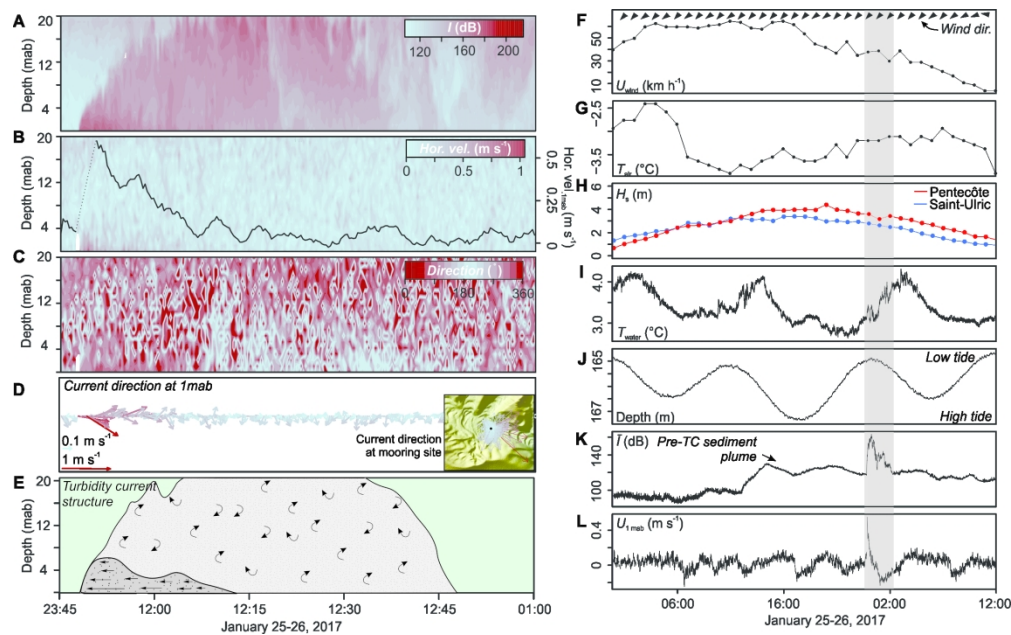 A
I (dB)
120 160 200
Depth (mab)
20
12
4
B
Hor. vel. (m s⁻¹)
0 0.5 1
Depth (mab)
20
12
4
0.5
0.25
0
Hor. vel.1mab (m s⁻¹)
C
Direction (°)
0 180 360
Depth (mab)
20
12
4
D
Current direction at 1mab
0.1 m s⁻¹
1 m s⁻¹
Current direction
at mooring site
E
Turbidity current
structure
Depth (mab)
20
12
4
23:45 12:00 12:15 12:30 12:45 01:00
January 25-26, 2017
F
Wind dir.
50
30
10
Uwind (km h⁻¹)
G
-2.5
-3.5
Tair (°C)
H
Hs (m)
Pentecôte
Saint-Ulric
6
4
2
0
I
4.0
3.0
Twater (°C)
J
165
Low tide
167
Depth (m)
High tide
K
Ī (dB)
Pre-TC sediment
plume
140
100
L
U1 mab (m s⁻¹)
0.4
0
06:00 16:00 02:00 12:00
January 25-26, 2017